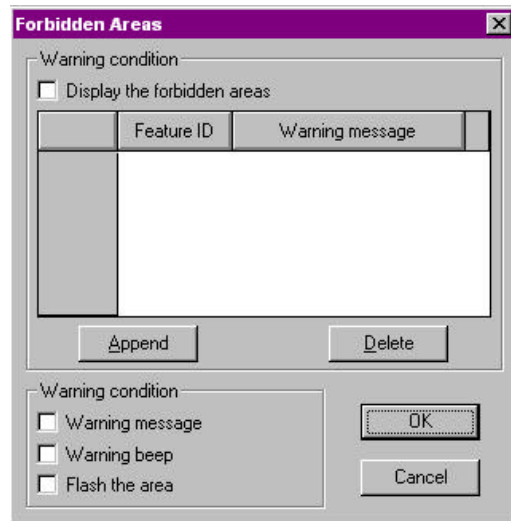 Forbidden Areas
Warning condition
Display the forbidden areas
Feature ID Warning message
Append Delete
Warning condition
Warning message
Warning beep
Flash the area
OK
Cancel